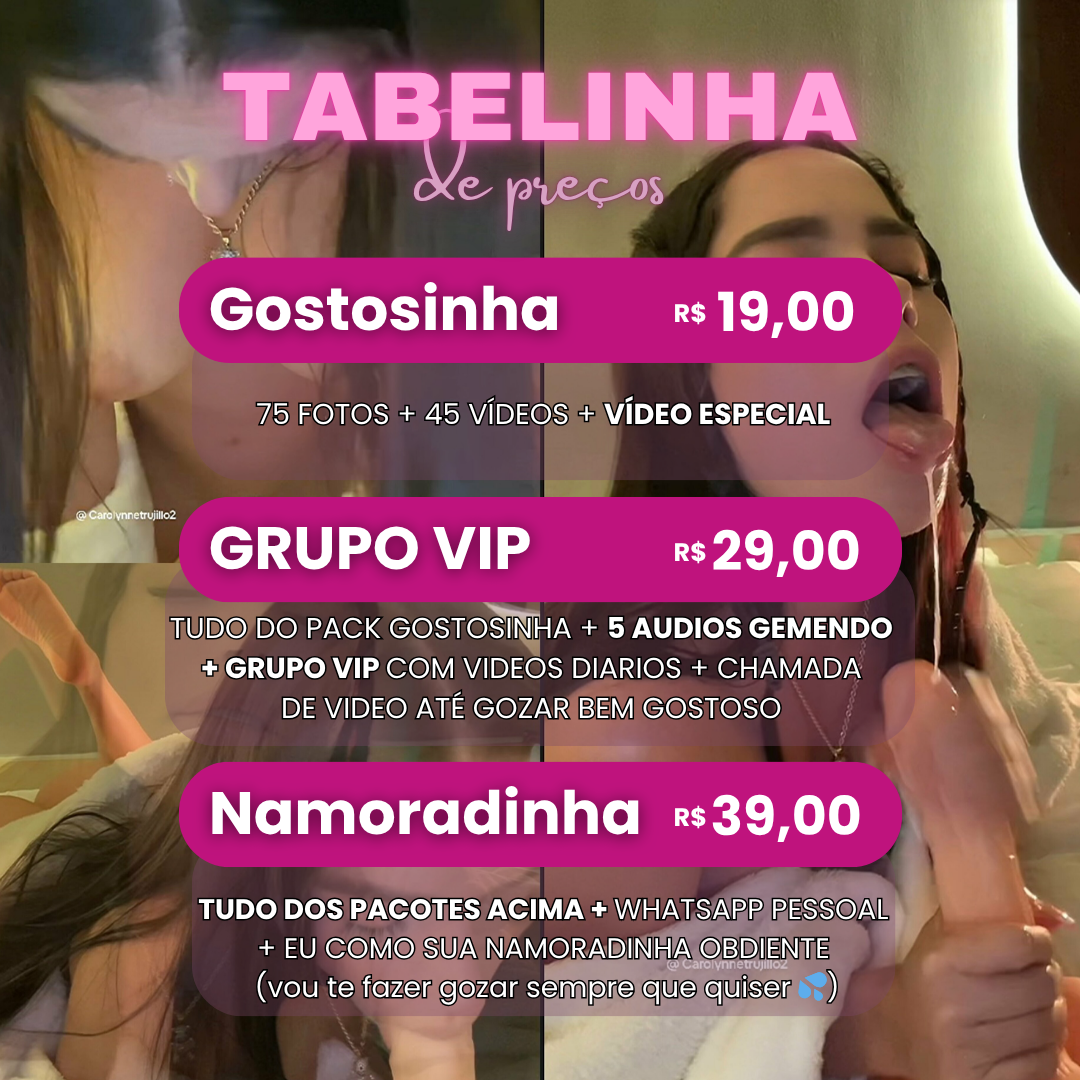 TABELINHA
de preços
Gostosinha R$ 19,00
75 FOTOS + 45 VÍDEOS + VÍDEO ESPECIAL
@ Carolynnetrujillo2
GRUPO VIP R$ 29,00
TUDO DO PACK GOSTOSINHA + 5 AUDIOS GEMENDO
+ GRUPO VIP COM VIDEOS DIARIOS + CHAMADA
DE VIDEO ATÉ GOZAR BEM GOSTOSO
Namoradinha R$ 39,00
TUDO DOS PACOTES ACIMA + WHATSAPP PESSOAL
+ EU COMO SUA NAMORADINHA OBDIENTE
@ Carolynnetrujillo2
(vou te fazer gozar sempre que quiser 💦)